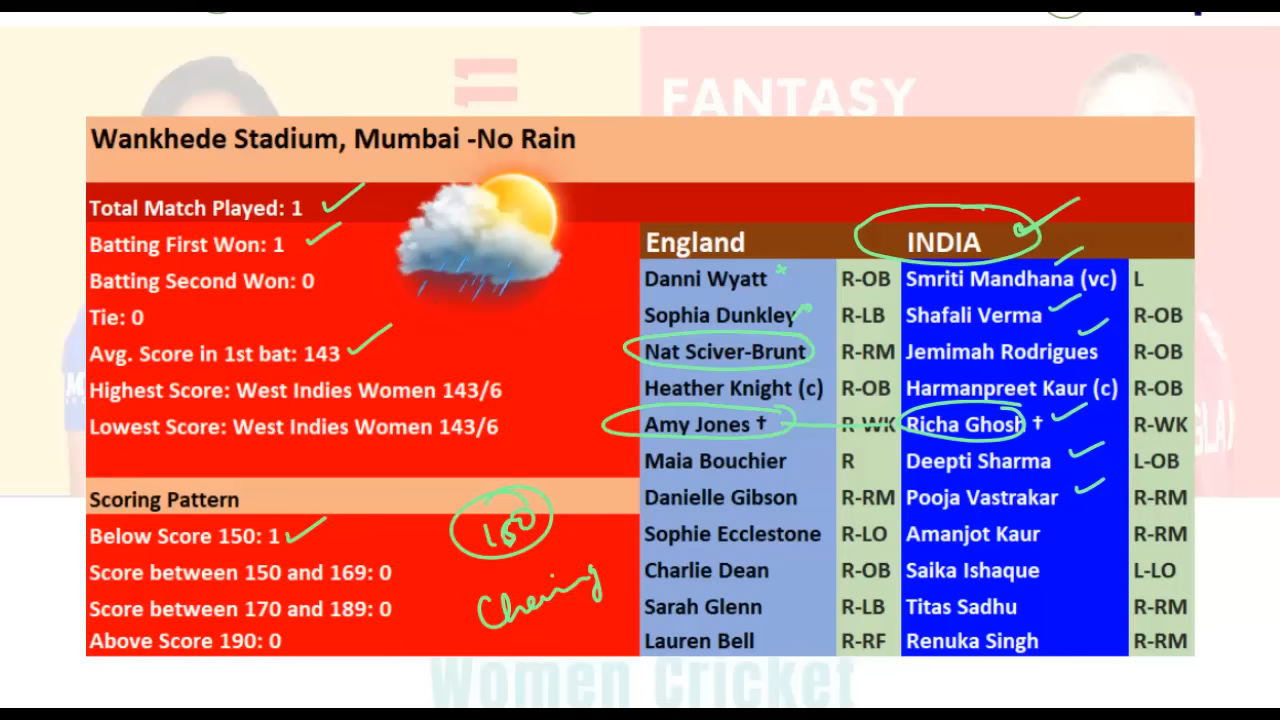 FANTASY
Wankhede Stadium, Mumbai -No Rain
Total Match Played: 1
Batting First Won: 1
Batting Second Won: 0
Tie: 0
Avg. Score in 1st bat: 143
Highest Score: West Indies Women 143/6
Lowest Score: West Indies Women 143/6
Scoring Pattern
Below Score 150: 1
Score between 150 and 169: 0
Score between 170 and 189: 0
Above Score 190: 0
England INDIA
Danni Wyatt R-OB Smriti Mandhana (vc) L
Sophia Dunkley R-LB Shafali Verma R-OB
Nat Sciver-Brunt R-RM Jemimah Rodrigues R-OB
Heather Knight (c) R-OB Harmanpreet Kaur (c) R-OB
Amy Jones † R-WK Richa Ghosh † R-WK
Deepti Sharma L-OB
Maia Bouchier R
Danielle Gibson R-RM Pooja Vastrakar R-RM
Sophie Ecclestone R-LO Amanjot Kaur R-RM
Charlie Dean R-OB Saika Ishaque L-LO
Sarah Glenn R-LB Titas Sadhu R-RM
Lauren Bell R-RF Renuka Singh R-RM
Women Cricket